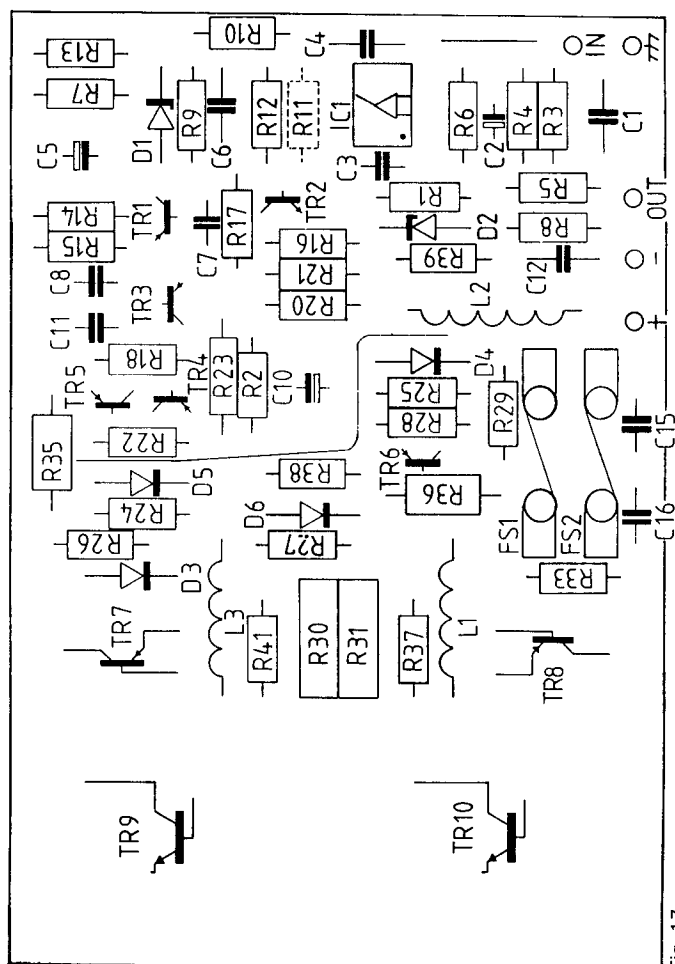 R13
R10
C4
IN
R7
D1
R9
C6
R12
R11
IC1
R6
C2
R4
R3
C1
C5
C3
R14
R15
TR1
C7
R17
TR2
R1
R5
OUT
R16
D2
R8
C8
R21
R39
C12
-
C11
TR3
R20
L2
+
R18
TR4
R23
R2
C10
D4
TR5
R25
R29
R35
R22
R28
C15
D5
R38
TR6
R24
D6
R36
C16
R26
R27
FS1
FS2
D3
R33
TR7
L3
R41
R30
R31
R37
L1
TR8
TR9
TR10